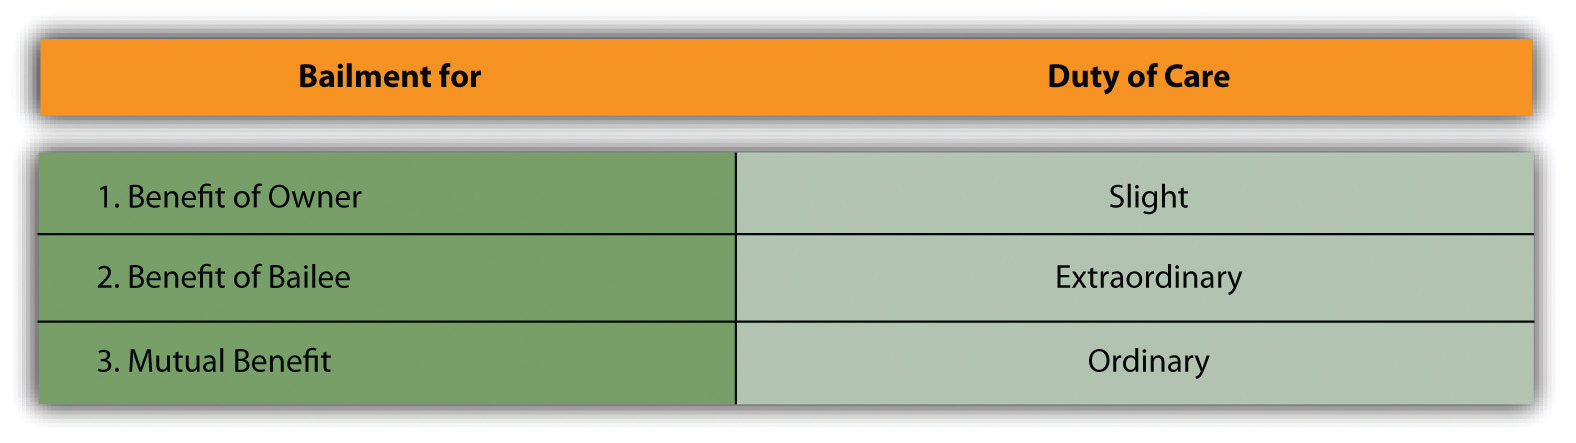 Bailment for Duty of Care
1. Benefit of Owner Slight
2. Benefit of Bailee Extraordinary
3. Mutual Benefit Ordinary